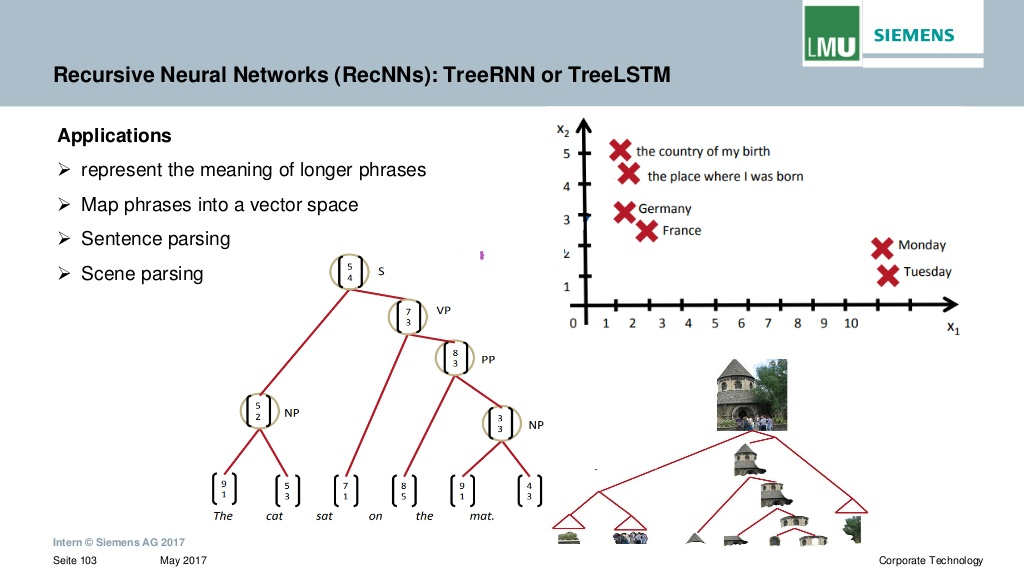 LMU
SIEMENS
Recursive Neural Networks (RecNNs): TreeRNN or TreeLSTM
Applications
➢ represent the meaning of longer phrases
➢ Map phrases into a vector space
➢ Sentence parsing
➢ Scene parsing
x2
5
4
3
2
1
0 1 2 3 4 5 6 7 8 9 10
x1
the country of my birth
the place where I was born
Germany
France
Monday
Tuesday
5
4
S
7
3
VP
8
3
PP
5
2
NP
3
3
NP
9
1
5
3
7
1
8
5
9
1
4
3
The cat sat on the mat.
Intern © Siemens AG 2017
Seite 103 May 2017 Corporate Technology